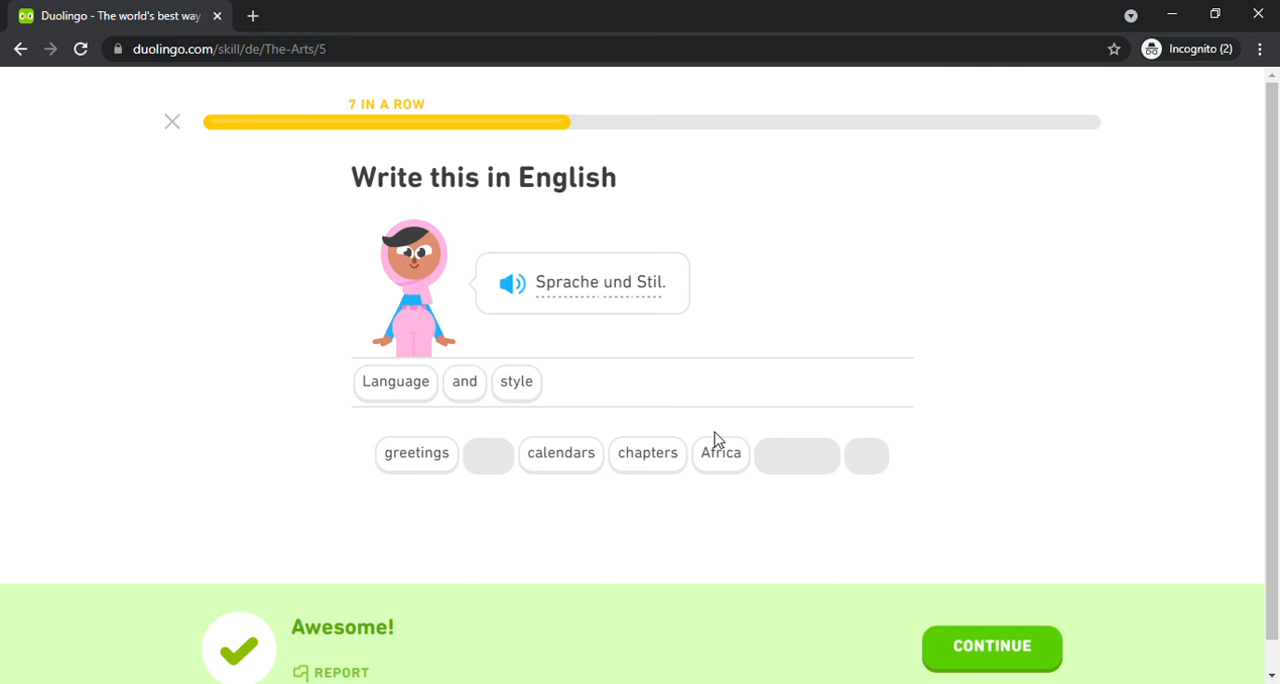 Duolingo - The world's best way
duolingo.com/skill/de/The-Arts/5
Incognito (2)
7 IN A ROW
Write this in English
Sprache und Stil.
Language and style
greetings calendars chapters Africa
Awesome!
CONTINUE
REPORT